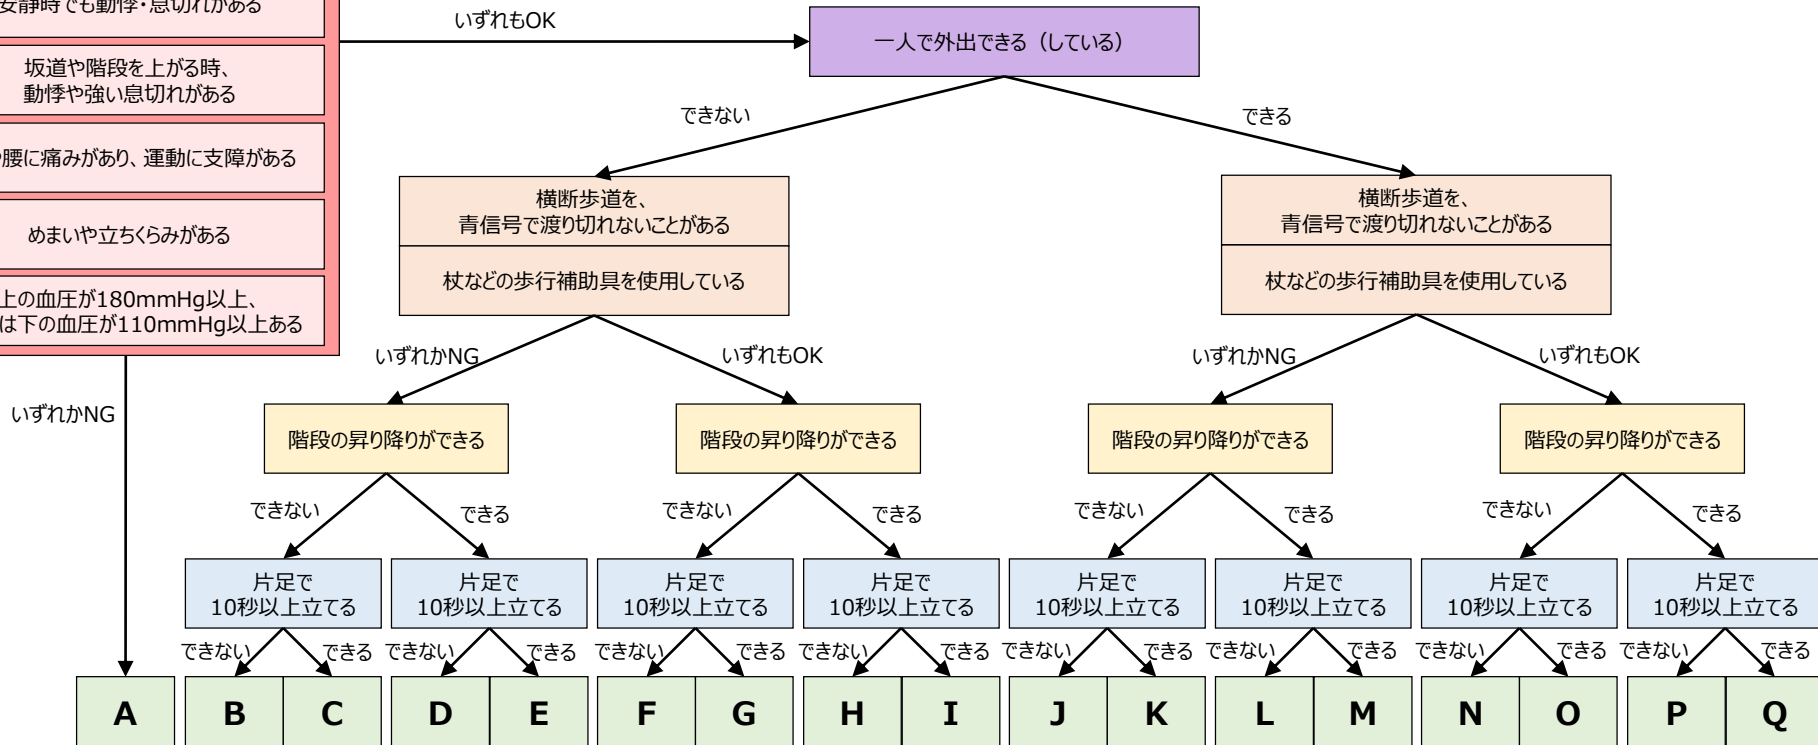 安静時でも動悸・息切れがある
坂道や階段を上がる時、
動悸や強い息切れがある
腰に痛みがあり、運動に支障がある
めまいや立ちくらみがある
上の血圧が180mmHg以上、
は下の血圧が110mmHg以上ある
いずれもOK
いずれかNG
一人で外出できる（している）
できない
できる
横断歩道を、
青信号で渡り切れないことがある
杖などの歩行補助具を使用している
横断歩道を、
青信号で渡り切れないことがある
杖などの歩行補助具を使用している
いずれかNG
いずれもOK
いずれかNG
いずれもOK
階段の昇り降りができる
階段の昇り降りができる
階段の昇り降りができる
階段の昇り降りができる
できない
できる
できない
できる
できない
できる
できない
できる
片足で
10秒以上立てる
片足で
10秒以上立てる
片足で
10秒以上立てる
片足で
10秒以上立てる
片足で
10秒以上立てる
片足で
10秒以上立てる
片足で
10秒以上立てる
片足で
10秒以上立てる
できない
できる
できない
できる
できない
できる
できない
できる
できない
できる
できない
できる
できない
できる
できない
できる
A
B
C
D
E
F
G
H
I
J
K
L
M
N
O
P
Q